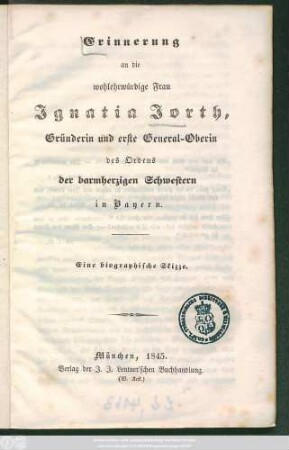 Erinnerung
an die
wohlehrwürdige Frau
Ignatia Jorth,
Gründerin und erste General-Oberin
des Ordens
der barmherzigen Schwestern
in Bayern.
Eine biographische Skizze.
München, 1845.
Verlag der J. J. Lentner'schen Buchhandlung.